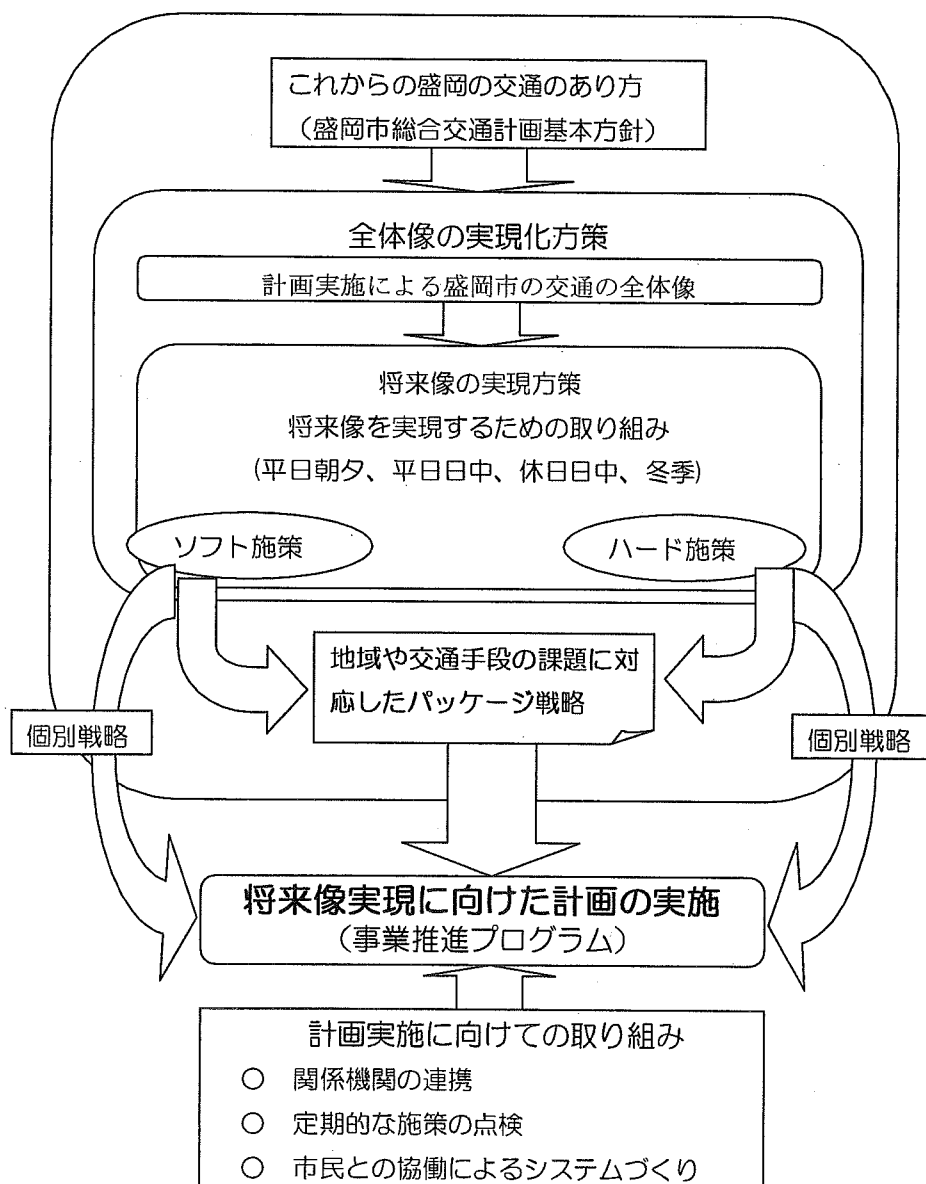 これからの盛岡の交通のあり方
（盛岡市総合交通計画基本方針）
全体像の実現化方策
計画実施による盛岡市の交通の全体像
将来像の実現方策
将来像を実現するための取り組み
(平日朝夕、平日日中、休日日中、冬季)
ソフト施策
ハード施策
地域や交通手段の課題に対
応したパッケージ戦略
個別戦略
個別戦略
将来像実現に向けた計画の実施
（事業推進プログラム）
計画実施に向けての取り組み
○ 関係機関の連携
○ 定期的な施策の点検
○ 市民との協働によるシステムづくり